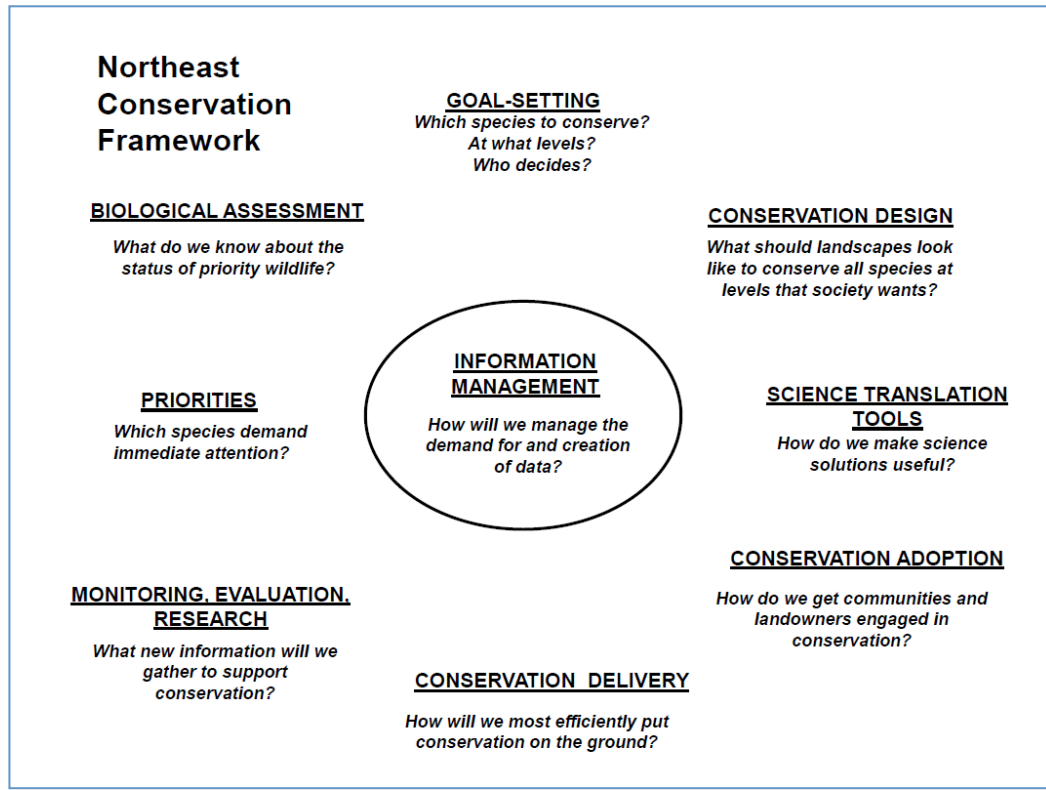 Northeast
Conservation
Framework
GOAL-SETTING
Which species to conserve?
At what levels?
Who decides?
BIOLOGICAL ASSESSMENT
What do we know about the
status of priority wildlife?
CONSERVATION DESIGN
What should landscapes look
like to conserve all species at
levels that society wants?
INFORMATION
MANAGEMENT
How will we manage the
demand for and creation
of data?
PRIORITIES
Which species demand
immediate attention?
SCIENCE TRANSLATION
TOOLS
How do we make science
solutions useful?
CONSERVATION ADOPTION
How do we get communities and
landowners engaged in
conservation?
MONITORING, EVALUATION,
RESEARCH
What new information will we
gather to support
conservation?
CONSERVATION  DELIVERY
How will we most efficiently put
conservation on the ground?